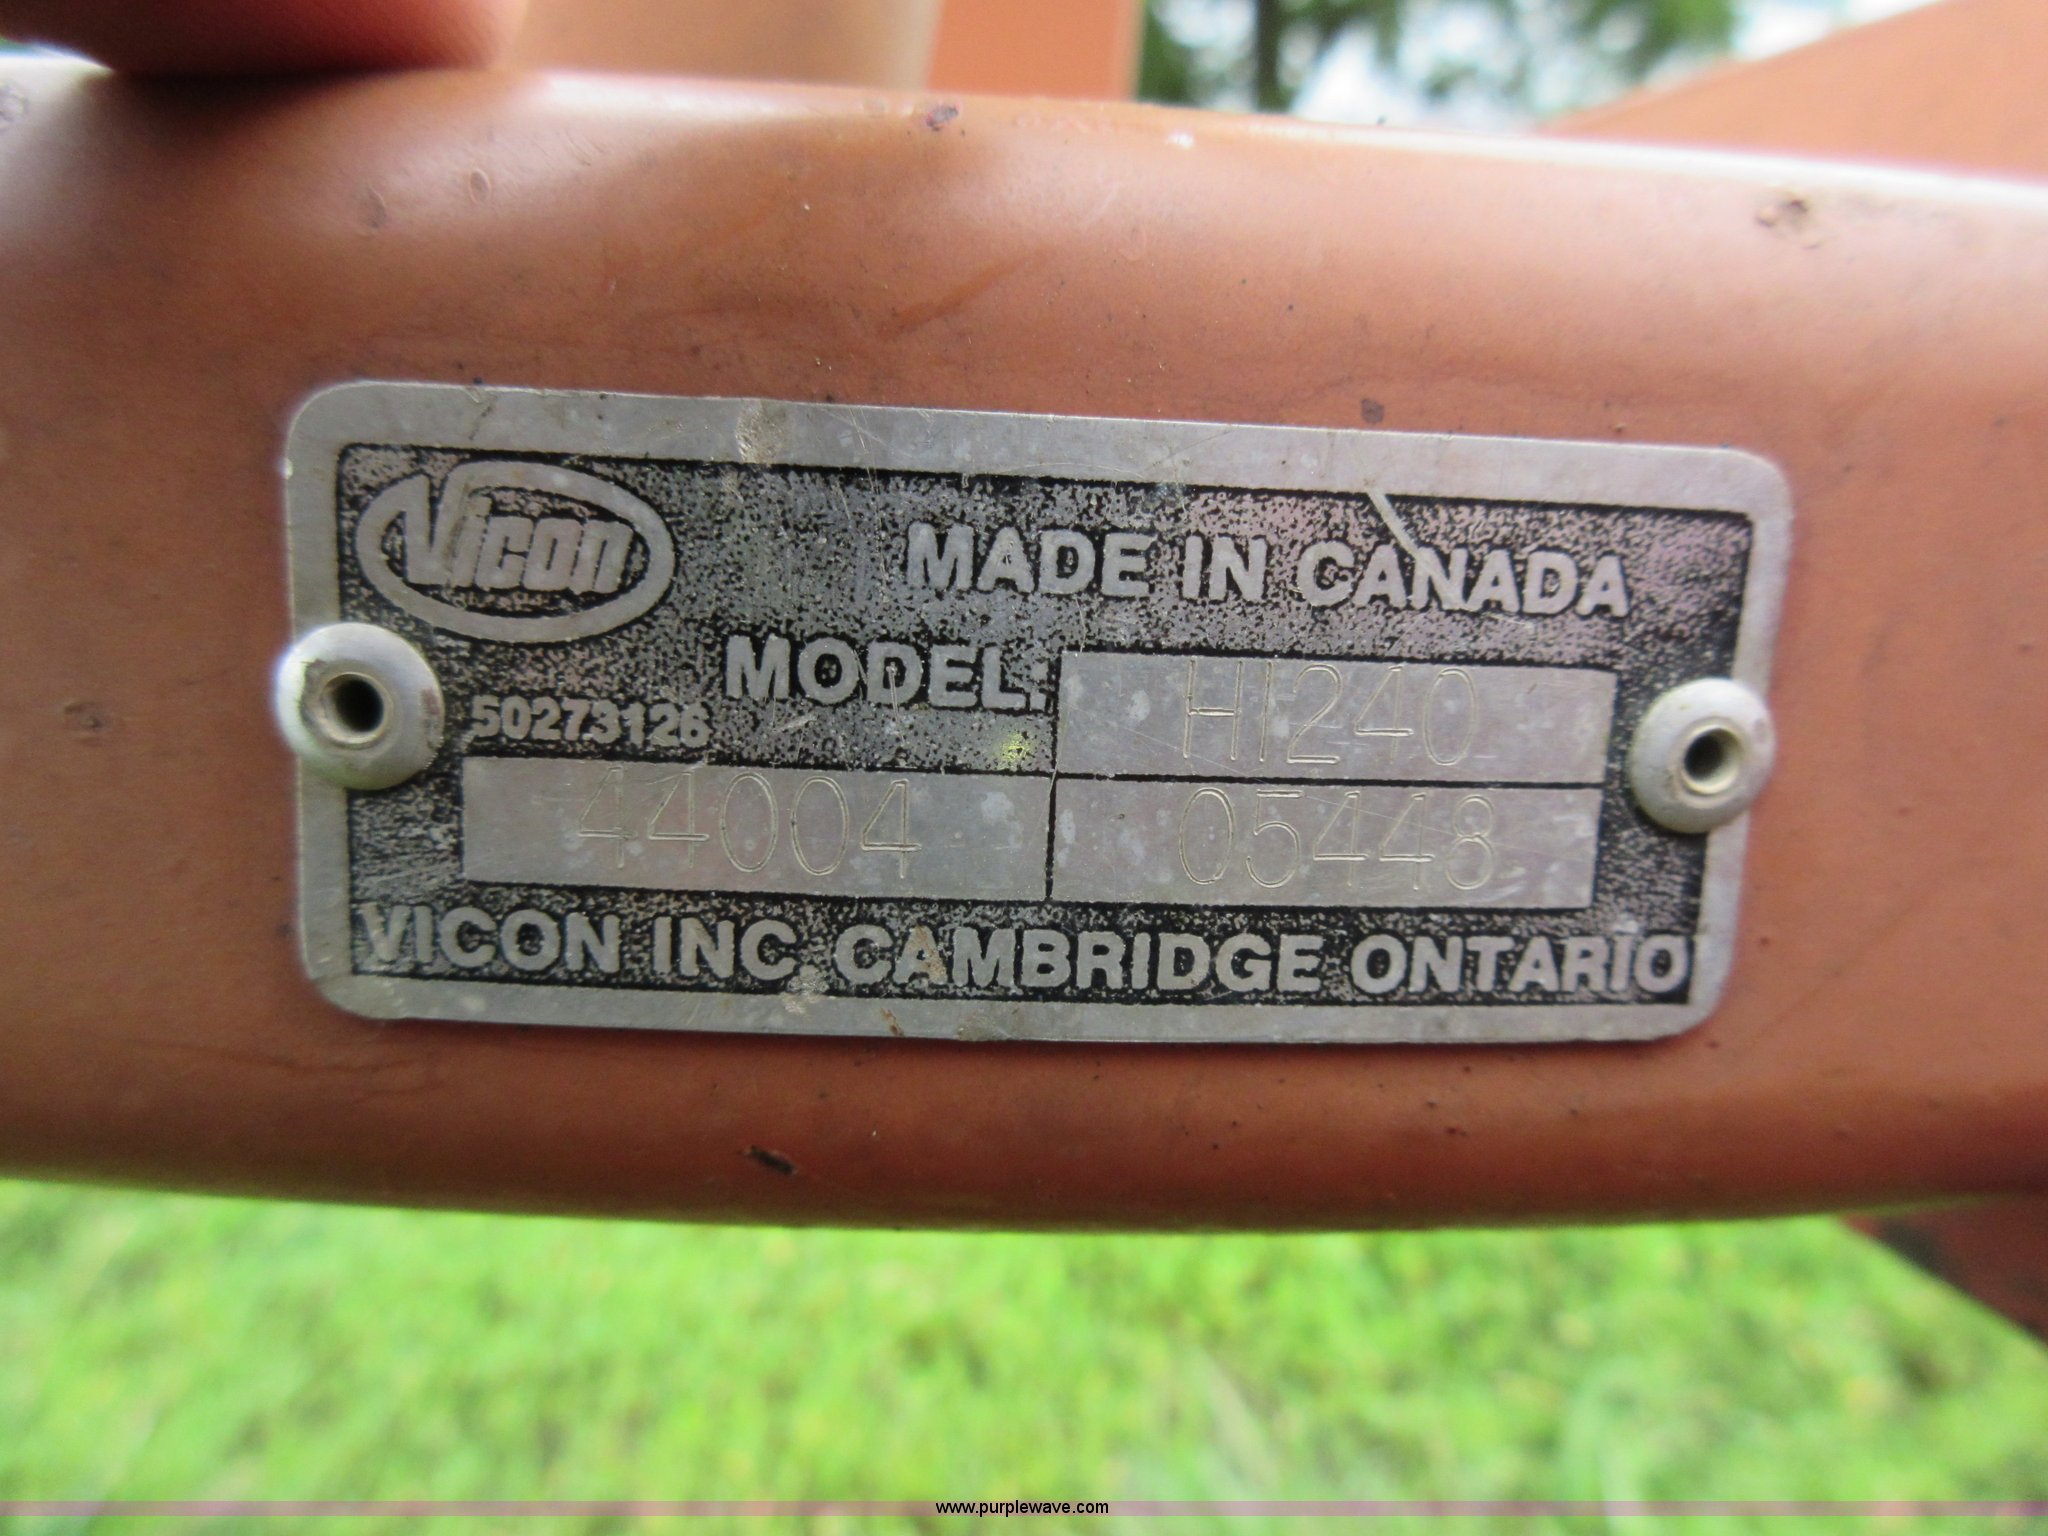 Vicon
MADE IN CANADA
MODEL: HI240
50273126
44004 05448
VICON INC CAMBRIDGE ONTARIO
www.purplewave.com